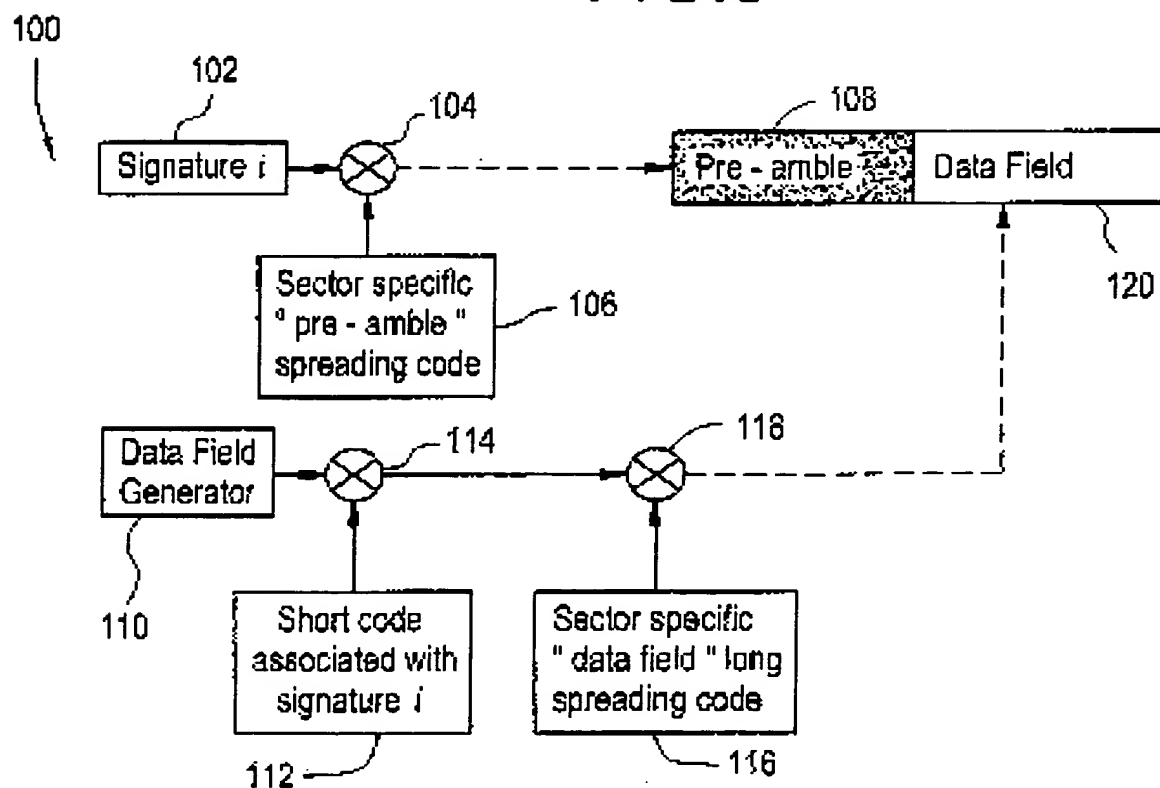 100
102
104
108
Signature i
Pre - amble
Data Field
Sector specific
" pre - amble "
spreading code
106
120
Data Field
Generator
114
118
110
Short code
associated with
signature i
Sector specific
" data field " long
spreading code
112
116